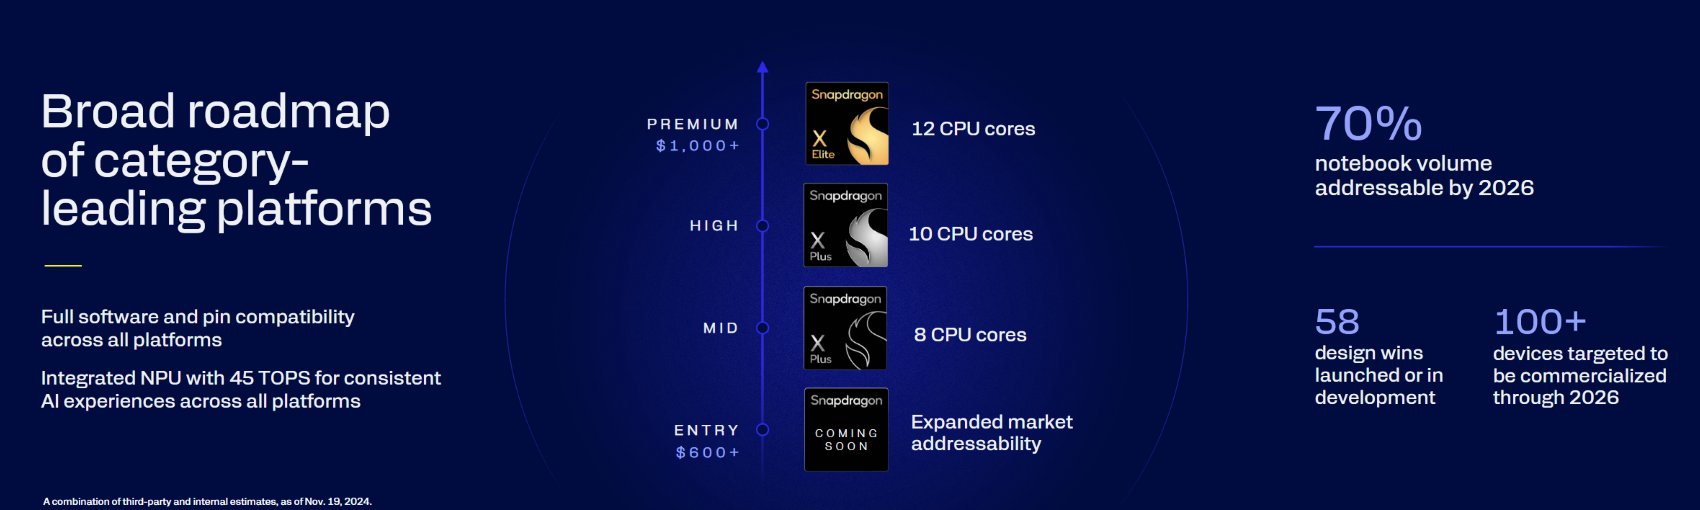 Broad roadmap
of category-
leading platforms
Full software and pin compatibility
across all platforms
Integrated NPU with 45 TOPS for consistent
AI experiences across all platforms
A combination of third-party and internal estimates, as of Nov. 19, 2024.
PREMIUM
$1,000+
Snapdragon
X
Elite
12 CPU cores
HIGH
Snapdragon
X
Plus
10 CPU cores
MID
Snapdragon
X
Plus
8 CPU cores
ENTRY
$600+
Snapdragon
COMING
SOON
Expanded market
addressability
70%
notebook volume
addressable by 2026
58
design wins
launched or in
development
100+
devices targeted to
be commercialized
through 2026